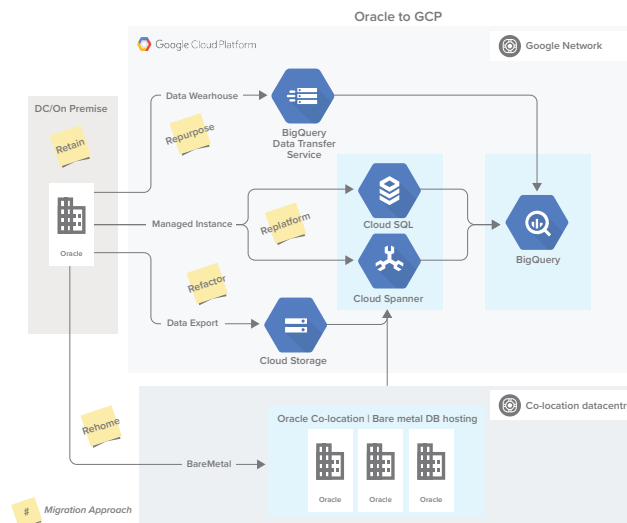 Oracle to GCP
Google Cloud Platform
Google Network
DC/On Premise
Retain
Oracle
Data Wearhouse
Repurpose
BigQuery
Data Transfer
Service
Managed Instance
Replatform
Cloud SQL
Cloud Spanner
BigQuery
Refactor
Data Export
Cloud Storage
Co-location datacentr
Rehome
BareMetal
Oracle Co-location | Bare metal DB hosting
Oracle
Oracle
Oracle
# Migration Approach